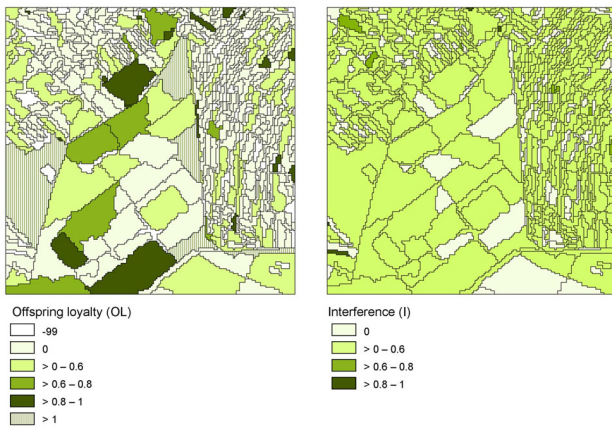 Offspring loyalty (OL)
-99
0
> 0 – 0.6
> 0.6 – 0.8
> 0.8 – 1
> 1
Interference (I)
0
> 0 – 0.6
> 0.6 – 0.8
> 0.8 – 1